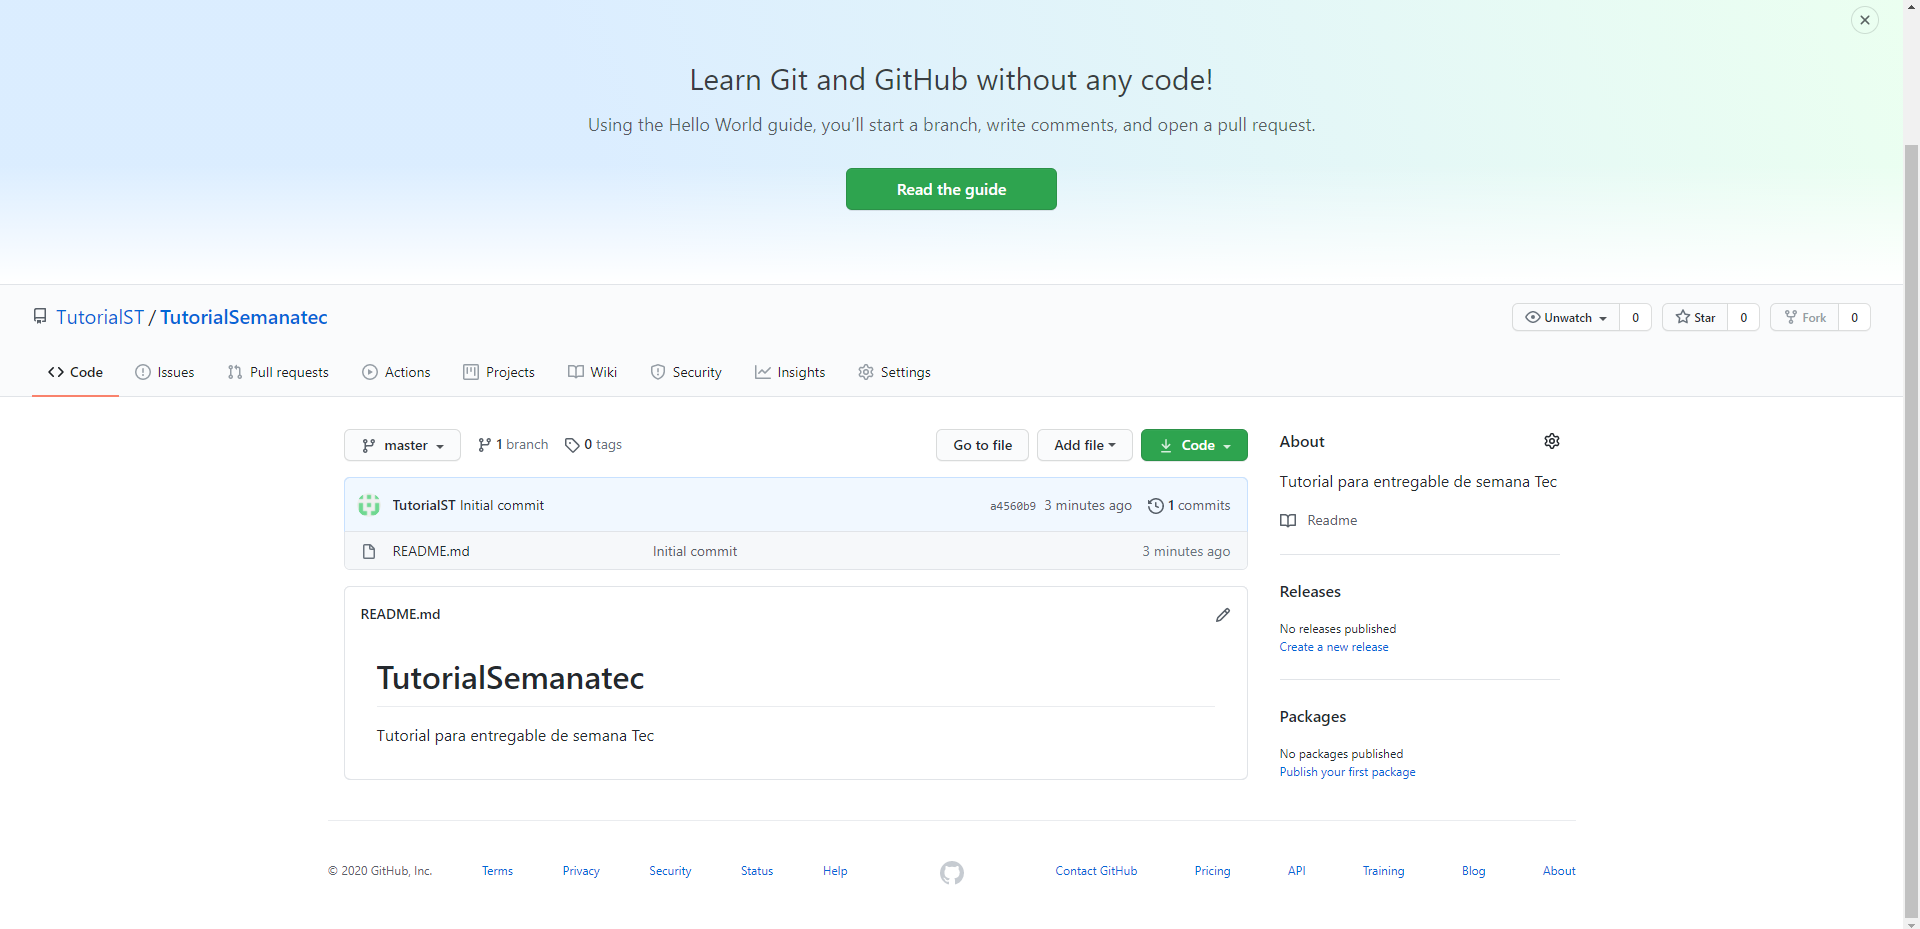 Learn Git and GitHub without any code!
Using the Hello World guide, you’ll start a branch, write comments, and open a pull request.
Read the guide
TutorialST / TutorialSemanatec
Unwatch 0 Star 0 Fork 0
Code Issues Pull requests Actions Projects Wiki Security Insights Settings
master 1 branch 0 tags Go to file Add file Code
TutorialST Initial commit a4560b9 3 minutes ago 1 commits
README.md Initial commit 3 minutes ago
README.md
TutorialSemanatec
Tutorial para entregable de semana Tec
About
Tutorial para entregable de semana Tec
Readme
Releases
No releases published
Create a new release
Packages
No packages published
Publish your first package
© 2020 GitHub, Inc. Terms Privacy Security Status Help Contact GitHub Pricing API Training Blog About